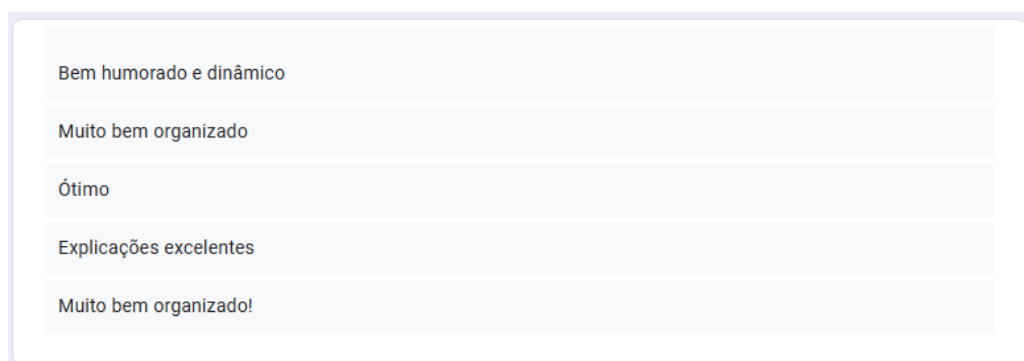 Bem humorado e dinâmico
Muito bem organizado
Ótimo
Explicações excelentes
Muito bem organizado!